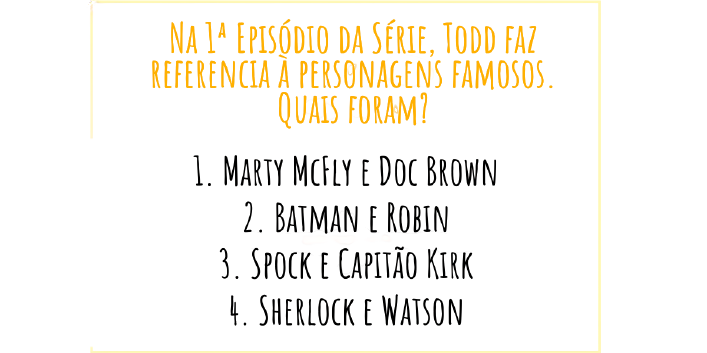 Na 1ª Episódio da Série, Todd faz
referencia à personagens famosos.
Quais foram?
1. Marty McFly e Doc Brown
2. Batman e Robin
3. Spock e Capitão Kirk
4. Sherlock e Watson